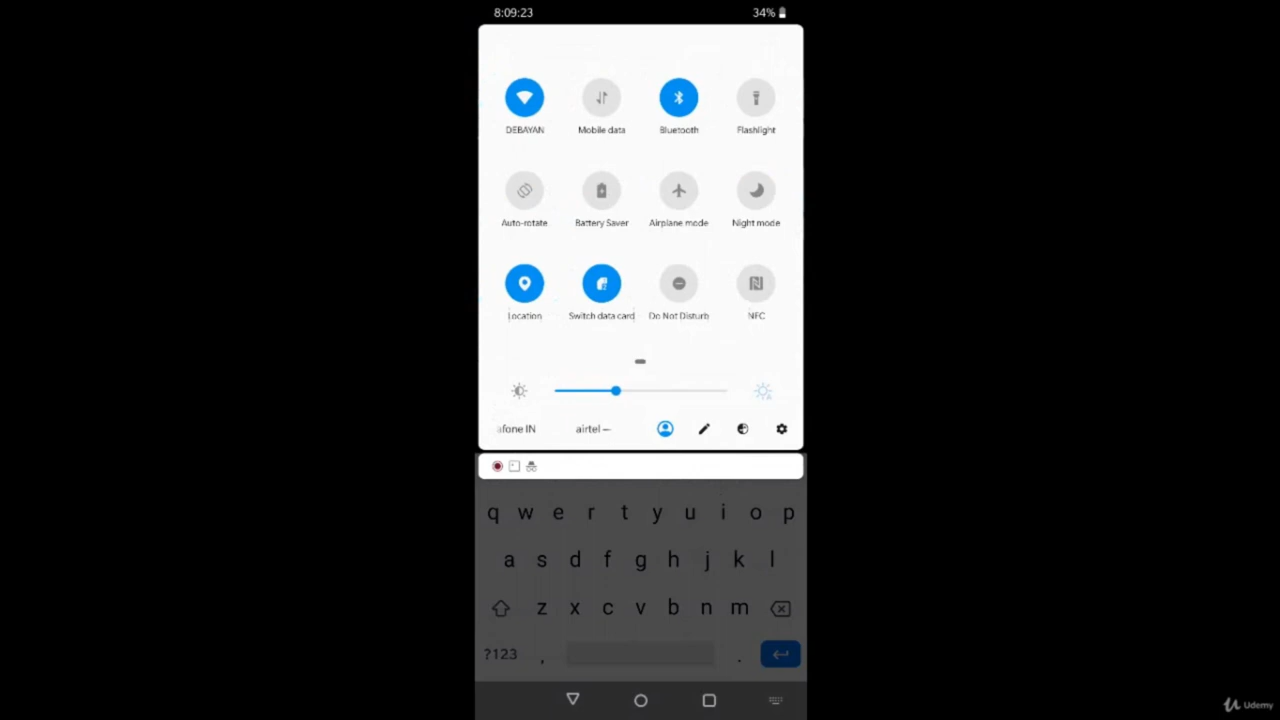 8:09:23 34%
DEBAYAN Mobile data Bluetooth Flashlight
Auto-rotate Battery Saver Airplane mode Night mode
Location Switch data card Do Not Disturb NFC
afone IN airtel —
q w e r t y u i o p
a s d f g h j k l
z x c v b n m
?123 , .
Udemy